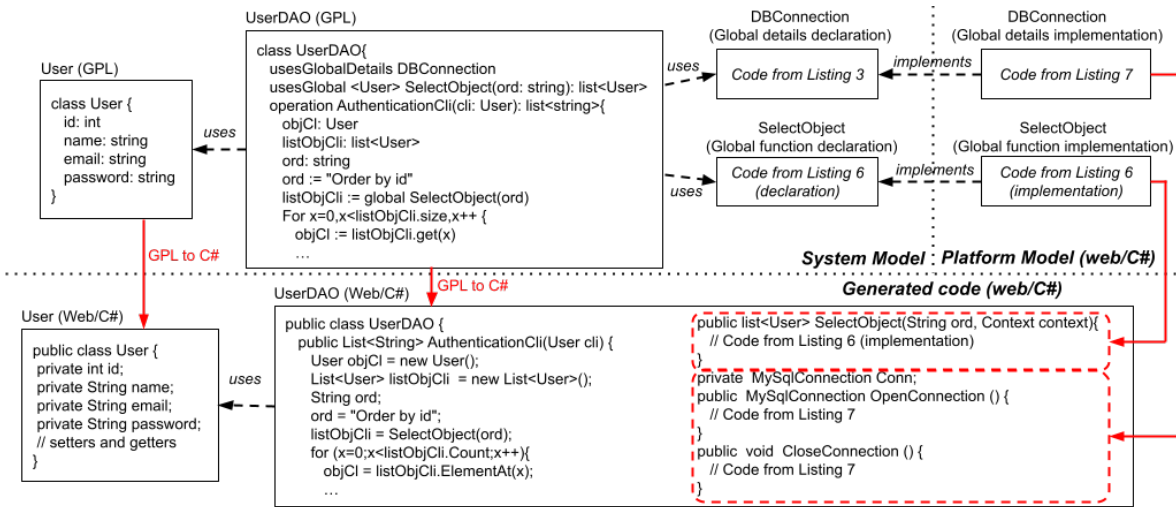 UserDAO (GPL)
class UserDAO{
usesGlobalDetails DBConnection
usesGlobal <User> SelectObject(ord: string): list<User>
operation AuthenticationCli(cli: User): list<string>{
objCl: User
listObjCli: list<User>
ord: string
ord := "Order by id"
listObjCli := global SelectObject(ord)
For x=0,x<listObjCli.size,x++ {
objCl := listObjCli.get(x)
…
User (GPL)
class User {
id: int
name: string
email: string
password: string
}
uses
uses
uses
DBConnection
(Global details declaration)
Code from Listing 3
implements
DBConnection
(Global details implementation)
Code from Listing 7
SelectObject
(Global function declaration)
Code from Listing 6
(declaration)
implements
SelectObject
(Global function implementation)
Code from Listing 6
(implementation)
GPL to C#
GPL to C#
System Model
Platform Model (web/C#)
Generated code (web/C#)
User (Web/C#)
public class User {
private int id;
private String name;
private String email;
private String password;
// setters and getters
}
uses
UserDAO (Web/C#)
public class UserDAO {
public List<String> AuthenticationCli(User cli) {
User objCl = new User();
List<User> listObjCli = new List<User>();
String ord;
ord = "Order by id";
listObjCli = SelectObject(ord);
for (x=0;x<listObjCli.Count;x++){
objCl = listObjCli.ElementAt(x);
…
public list<User> SelectObject(String ord, Context context){
// Code from Listing 6 (implementation)
}
private MySqlConnection Conn;
public MySqlConnection OpenConnection () {
// Code from Listing 7
}
public void CloseConnection () {
// Code from Listing 7
}